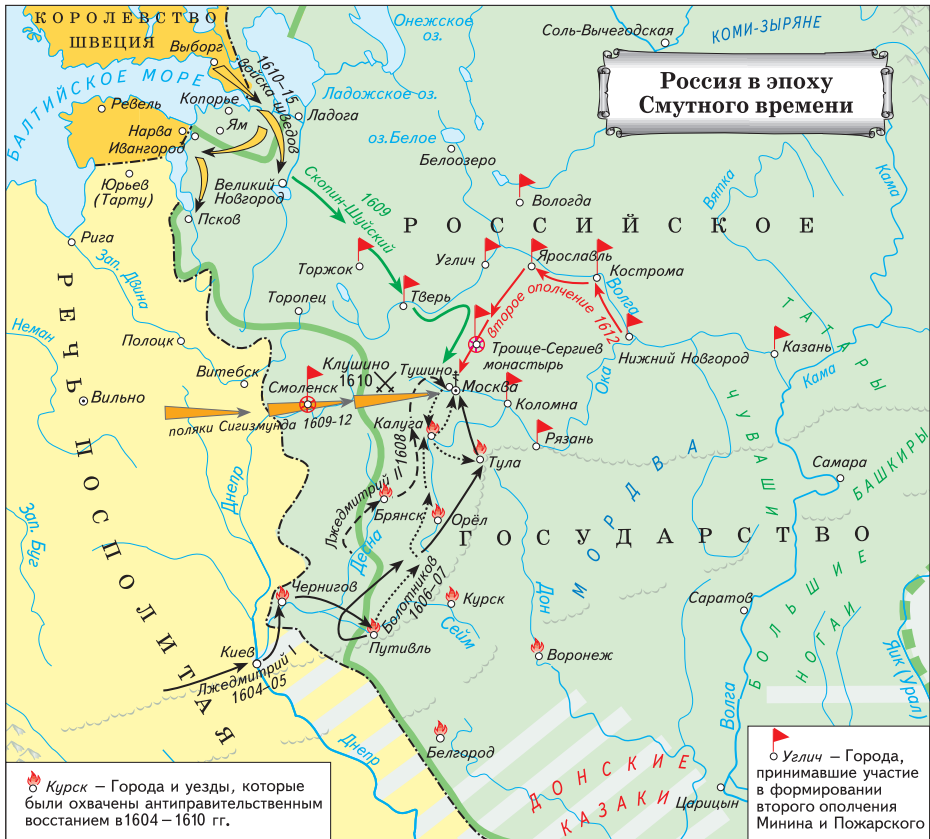 КОРОЛЕВСТВО
ШВЕЦИЯ
Выборг
Онежское
оз.
Соль-Вычегодская
КОМИ-ЗЫРЯНЕ
Россия в эпоху
Смутного времени
БАЛТИЙСКОЕ МОРЕ
1610–15
войска шведов
Ревель
Копорье
Ям
Ладожское оз.
Ладога
Нарва
Ивангород
оз.Белое
Белоозеро
Юрьев
(Тарту)
Великий
Новгород
Псков
Скопин-Шуйский
1609
Вологда
Вятка
Кама
РОССИЙСКОЕ
Рига
Зап. Двина
Торжок
Углич
Ярославль
Кострома
Волга
Тверь
второе ополчение 1612
Торопец
Неман
Полоцк
Троице-Сергиев
монастырь
Нижний Новгород
Казань
Кама
ТАТАРЫ
Витебск
Клушино
1610
Тушино
Москва
Ока
Смоленск
Вильно
поляки Сигизмунда 1609-12
Калуга
Коломна
Рязань
ЧУВАШИ
МОРДВА
РЕЧЬ ПОСПОЛИТАЯ
Тула
Самара
БАШКИРЫ
Днепр
Лжедмитрий II 1608
Брянск
Орёл
Зап. Буг
Десна
ГОСУДАРСТВО
Болотников
1606–07
Чернигов
Курск
Сейм
Дон
Саратов
БОЛЬШИЕ
НОГАИ
Путивль
Киев
Лжедмитрий I
1604–05
Воронеж
Волга
Яик (Урал)
Днепр
Белгород
ДОНСКИЕ
КАЗАКИ
Царицын
Курск – Города и уезды, которые
были охвачены антиправительственным
восстанием в1604 – 1610 гг.
Углич – Города,
принимавшие участие
в формировании
второго ополчения
Минина и Пожарского